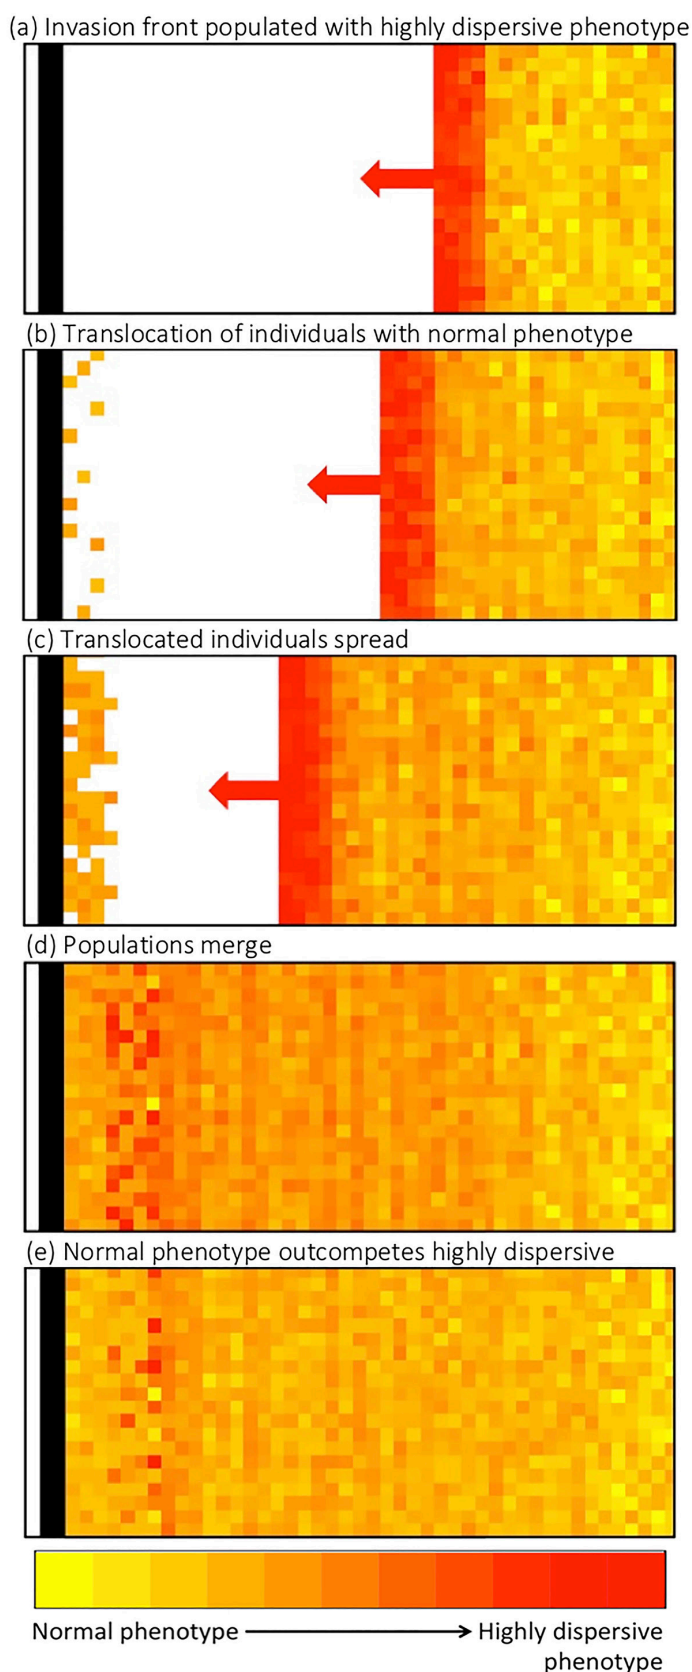 (a) Invasion front populated with highly dispersive phenotype
(b) Translocation of individuals with normal phenotype
(c) Translocated individuals spread
(d) Populations merge
(e) Normal phenotype outcompetes highly dispersive
Normal phenotype Highly dispersive
phenotype